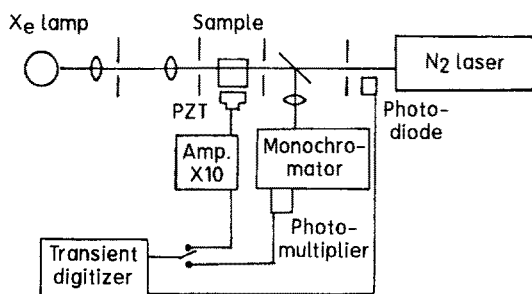 Xe lamp
Sample
N2 laser
PZT
Photo-
diode
Amp.
X10
Monochro-
mator
Photo-
multiplier
Transient
digitizer